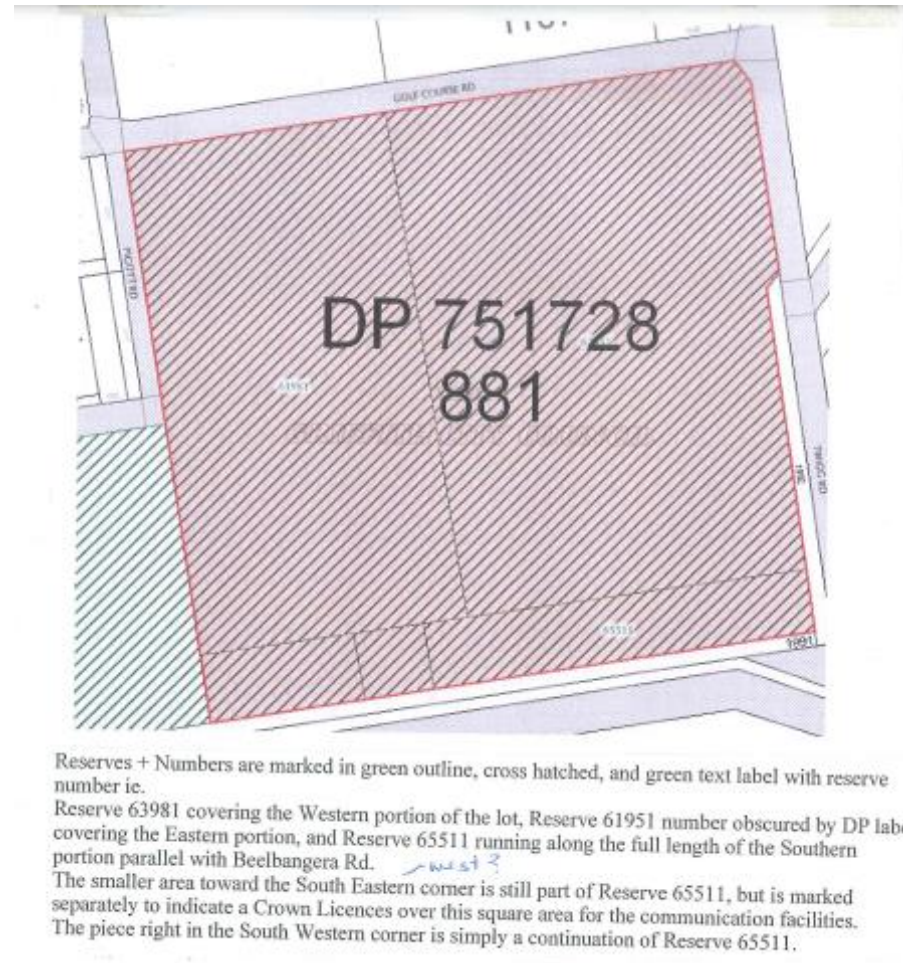 GOLF COURSE RD
DP 751728
881
65511
1991
Reserves + Numbers are marked in green outline, cross hatched, and green text label with reserve
number ie.
Reserve 63981 covering the Western portion of the lot, Reserve 61951 number obscured by DP labe
covering the Eastern portion, and Reserve 65511 running along the full length of the Southern
portion parallel with Beelbangera Rd.
west?
The smaller area toward the South Eastern corner is still part of Reserve 65511, but is marked
separately to indicate a Crown Licences over this square area for the communication facilities.
The piece right in the South Western corner is simply a continuation of Reserve 65511.